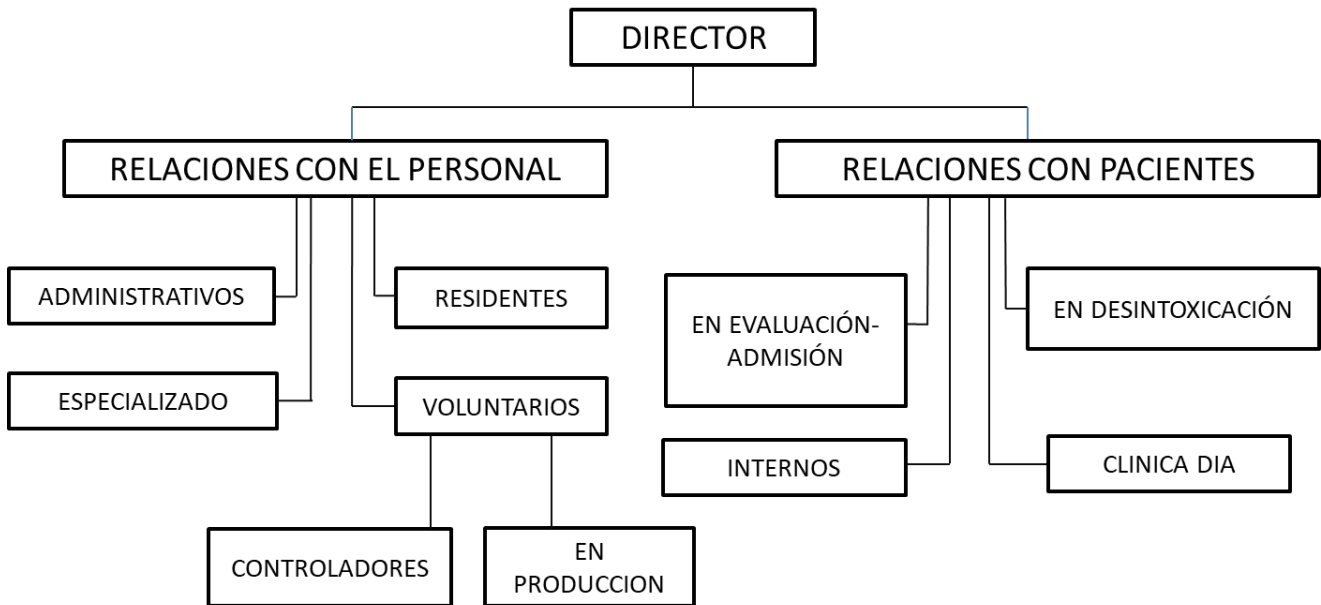 DIRECTOR
RELACIONES CON EL PERSONAL
RELACIONES CON PACIENTES
ADMINISTRATIVOS
RESIDENTES
EN EVALUACIÓN-
ADMISIÓN
EN DESINTOXICACIÓN
ESPECIALIZADO
VOLUNTARIOS
INTERNOS
CLINICA DIA
CONTROLADORES
EN
PRODUCCION